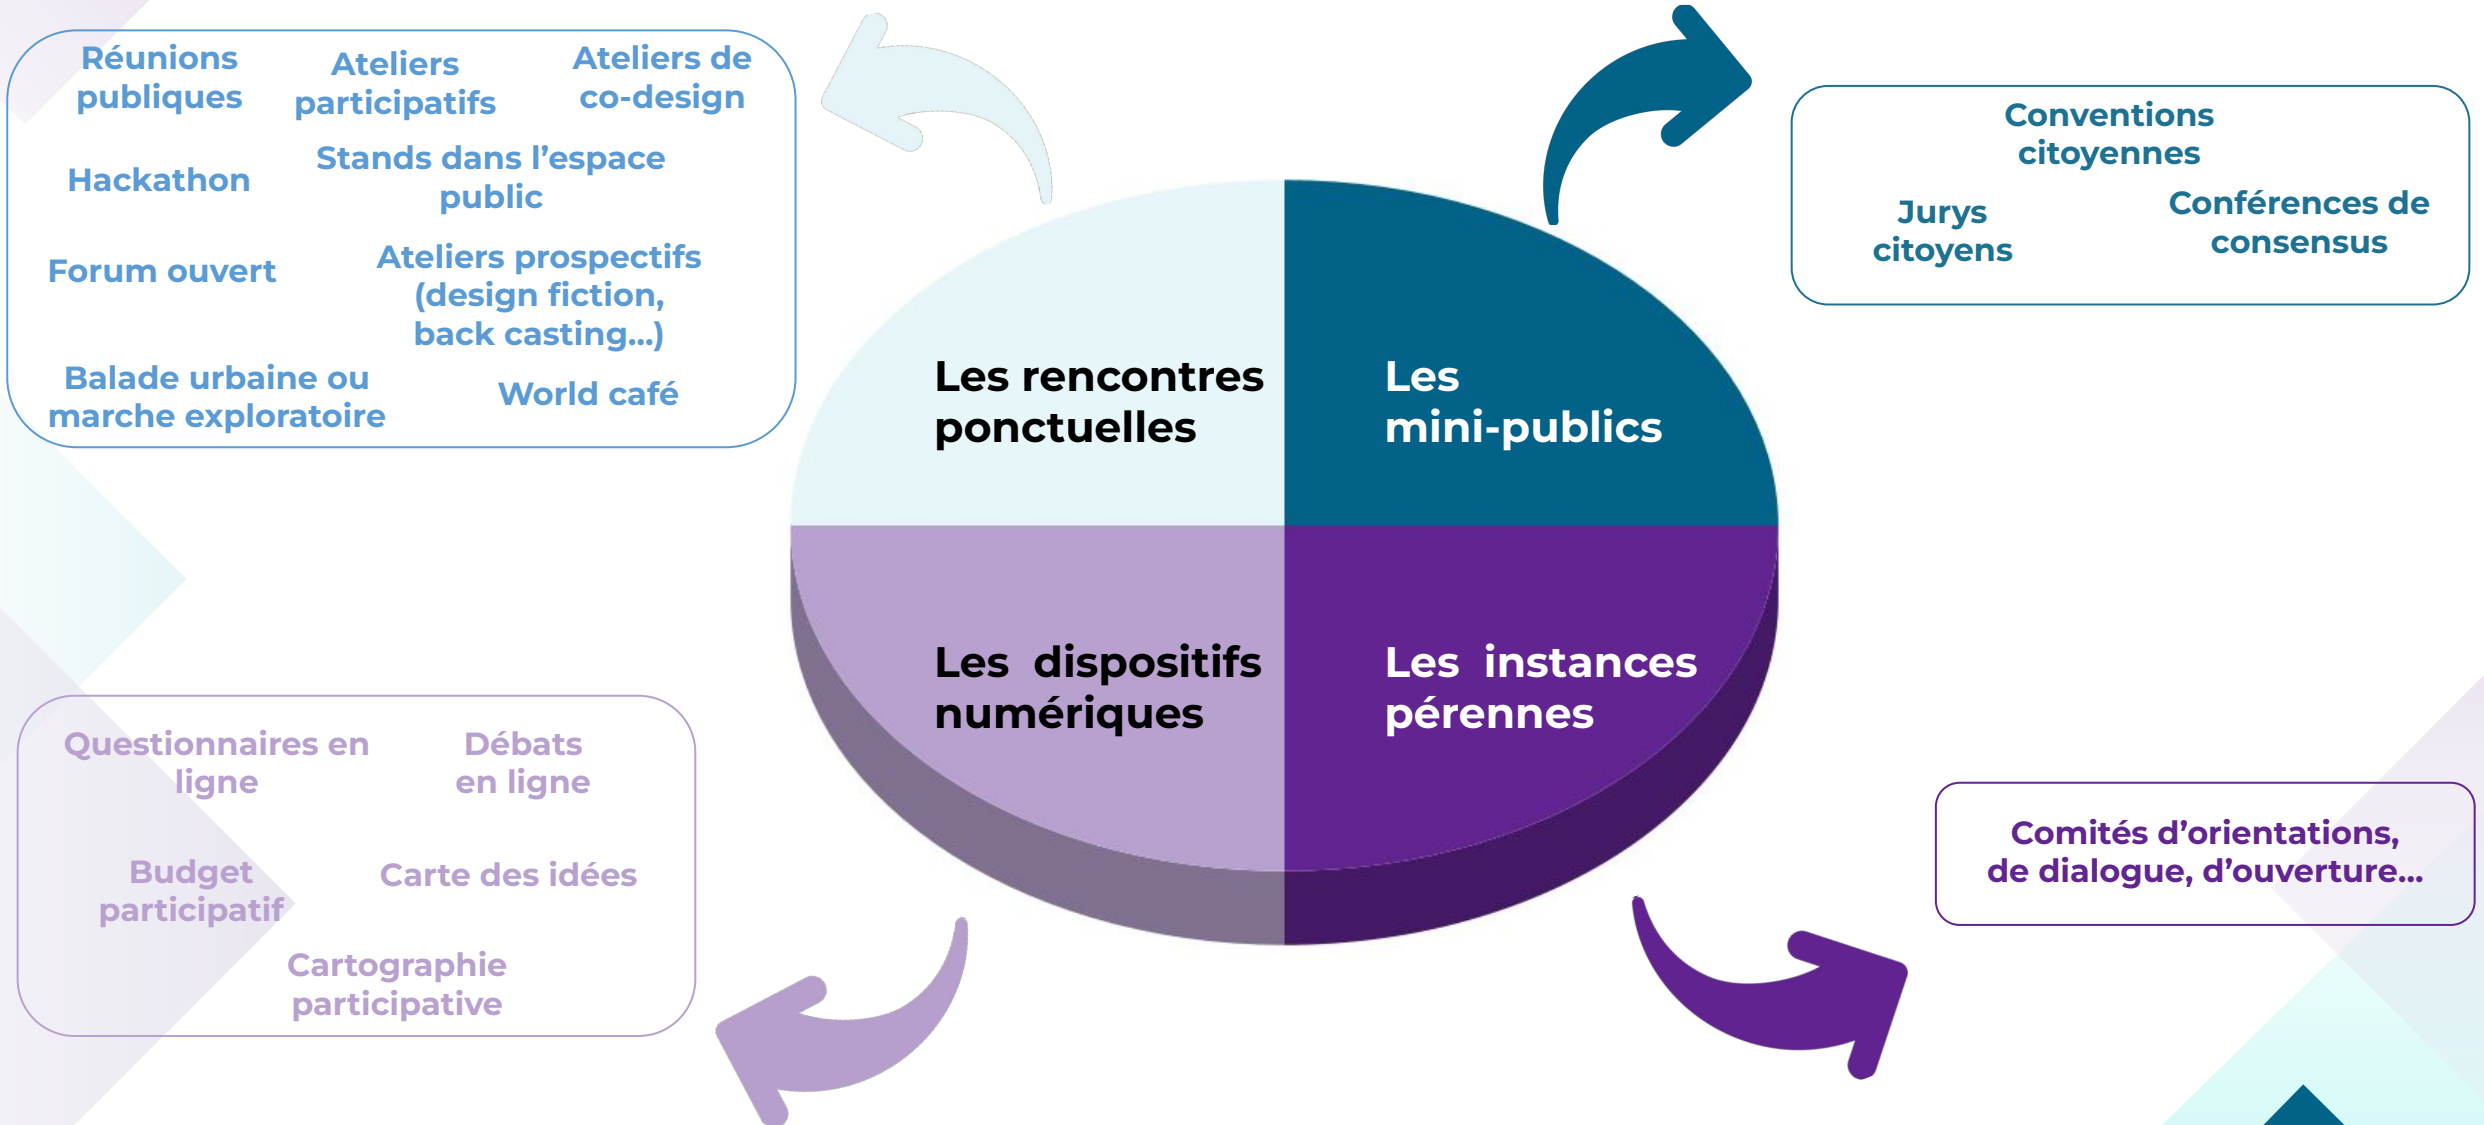 Réunions
publiques
Ateliers
participatifs
Ateliers de
co-design
Hackathon
Stands dans l’espace
public
Forum ouvert
Ateliers prospectifs
(design fiction,
back casting...)
Balade urbaine ou
marche exploratoire
World café
Conventions
citoyennes
Jurys
citoyens
Conférences de
consensus
Les rencontres
ponctuelles
Les
mini-publics
Les dispositifs
numériques
Les instances
pérennes
Questionnaires en
ligne
Débats
en ligne
Budget
participatif
Carte des idées
Cartographie
participative
Comités d’orientations,
de dialogue, d’ouverture...